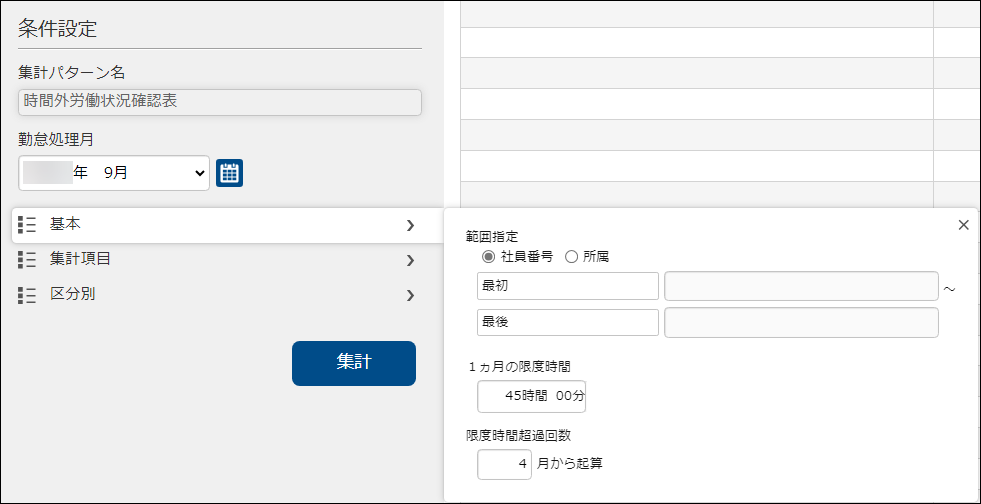 条件設定
集計パターン名
時間外労働状況確認表
勤怠処理月
年 9月
基本
集計項目
区分別
集計
範囲指定
社員番号 所属
最初 ～
最後
１ヵ月の限度時間
45時間 00分
限度時間超過回数
4 月から起算